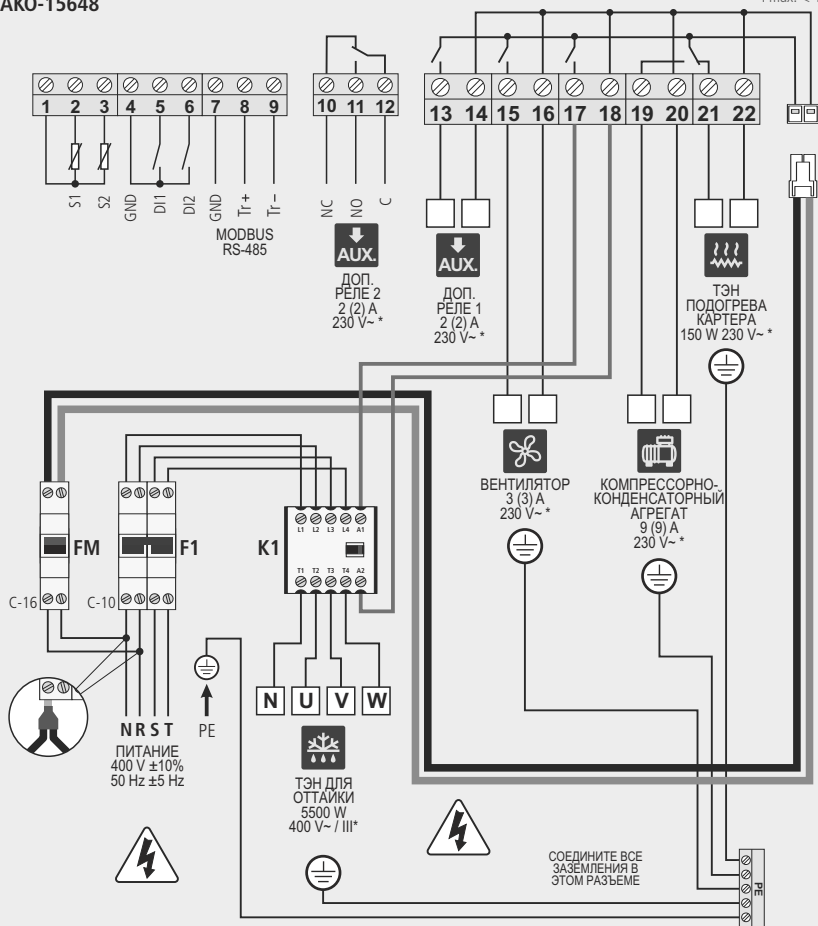 AKO-15648
1 2 3 4 5 6 7 8 9
10 11 12
13 14 15 16 17 18 19 20 21 22
S1
S2
GND
DI1
DI2
GND
Tr+
Tr−
MODBUS
RS-485
NC
NO
C
AUX.
ДОП.
РЕЛЕ 2
2 (2) A
230 V~ *
AUX.
ДОП.
РЕЛЕ 1
2 (2) A
230 V~ *
ТЭН
ПОДОГРЕВА
КАРТЕРА
150 W 230 V~ *
ВЕНТИЛЯТОР
3 (3) A
230 V~ *
КОМПРЕССОРНО-
КОНДЕНСАТОРНЫЙ
АГРЕГАТ
9 (9) A
230 V~ *
FM
C-16
F1
C-10
K1
L1 L2 L3 L4 A1
T1 T2 T3 T4 A2
N U V W
N R S T
ПИТАНИЕ
400 V ±10%
50 Hz ±5 Hz
PE
ТЭН ДЛЯ
ОТТАЙКИ
5500 W
400 V~ / III*
СОЕДИНИТЕ ВСЕ
ЗАЗЕМЛЕНИЯ В
ЭТОМ РАЗЪЕМЕ
PE